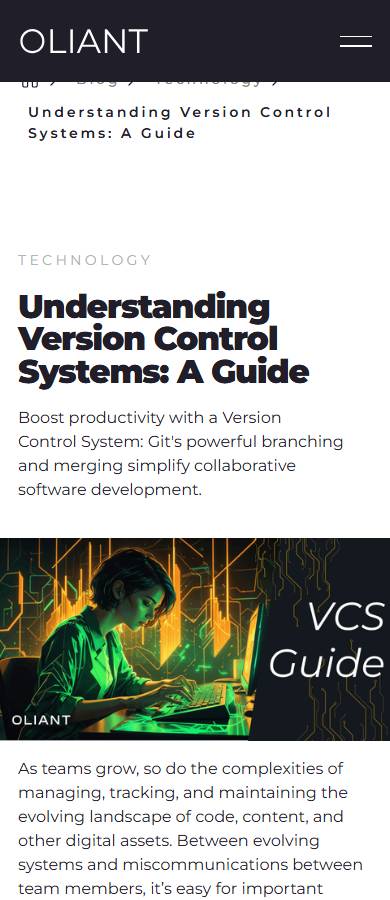 OLIANT
Blog
Technology
Understanding Version Control
Systems: A Guide
TECHNOLOGY
Understanding
Version Control
Systems: A Guide
Boost productivity with a Version
Control System: Git's powerful branching
and merging simplify collaborative
software development.
VCS
Guide
OLIANT
As teams grow, so do the complexities of
managing, tracking, and maintaining the
evolving landscape of code, content, and
other digital assets. Between evolving
systems and miscommunications between
team members, it’s easy for important